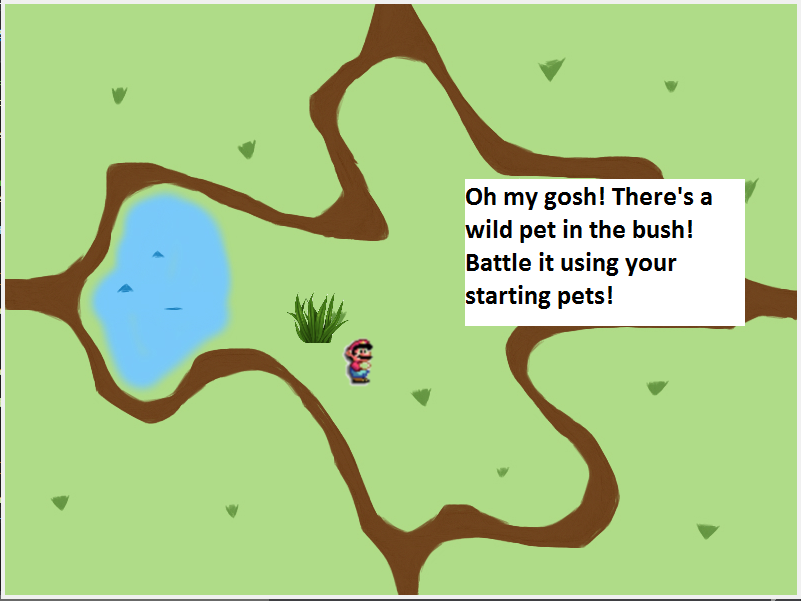 Oh my gosh! There's a
wild pet in the bush!
Battle it using your
starting pets!